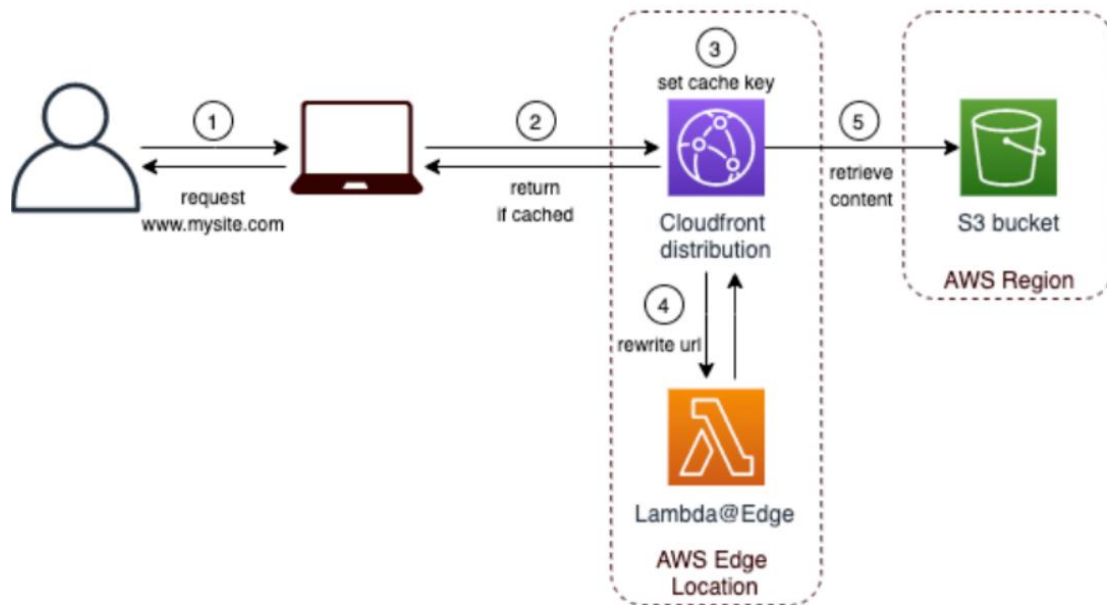 1
request
www.mysite.com
2
return
if cached
3
set cache key
Cloudfront
distribution
4
rewrite url
Lambda@Edge
AWS Edge
Location
5
retrieve
content
S3 bucket
AWS Region